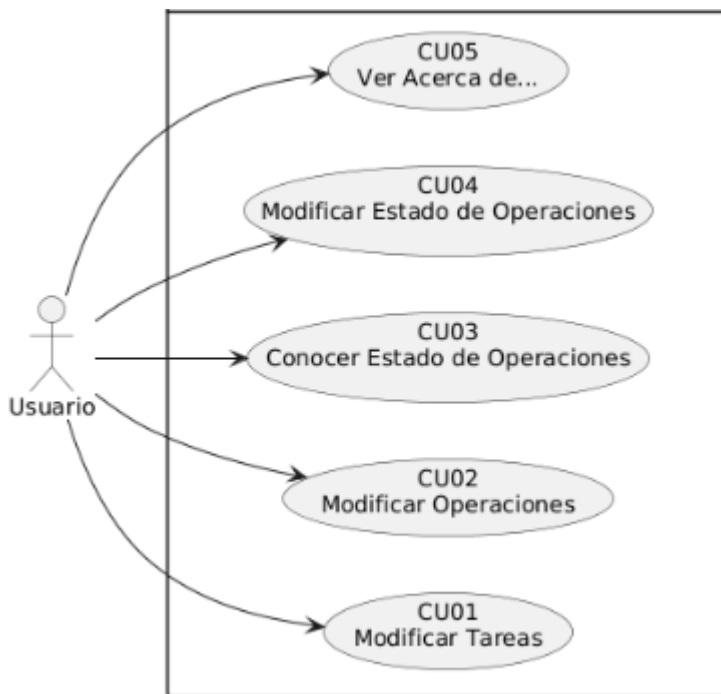 CU05
Ver Acerca de...
CU04
Modificar Estado de Operaciones
CU03
Conocer Estado de Operaciones
Usuario
CU02
Modificar Operaciones
CU01
Modificar Tareas